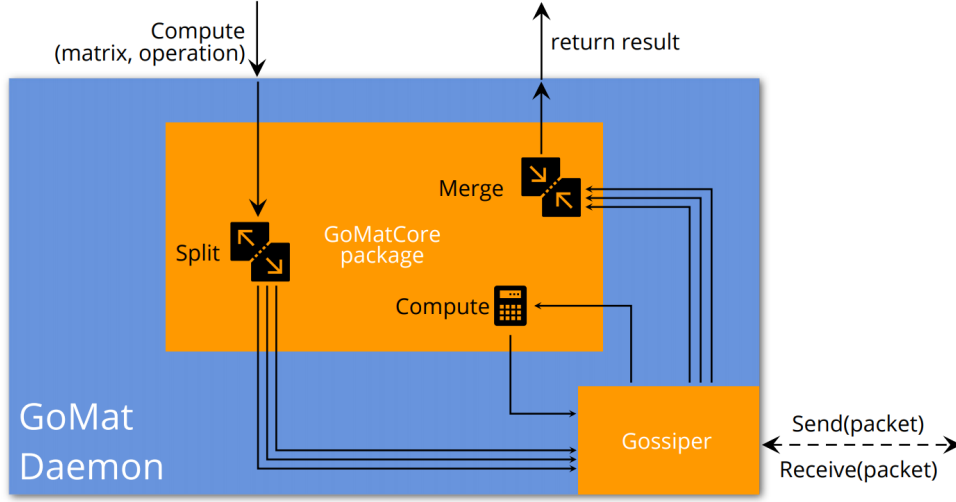 Compute
(matrix, operation)
return result
Merge
Split
GoMatCore
package
Compute
GoMat
Daemon
Gossiper
Send(packet)
Receive(packet)